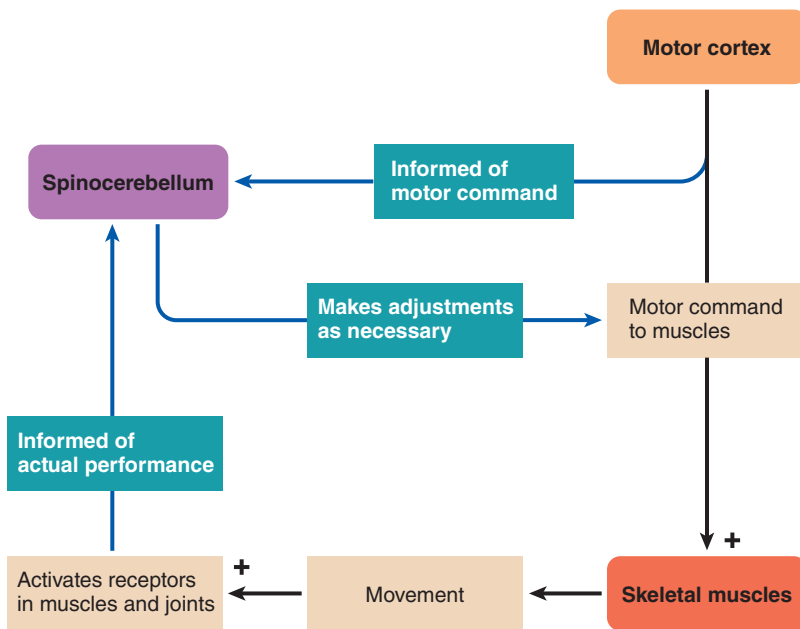 Motor cortex
Spinocerebellum
Informed of
motor command
Makes adjustments
as necessary
Motor command
to muscles
Informed of
actual performance
+
+
Activates receptors
in muscles and joints
Movement
Skeletal muscles